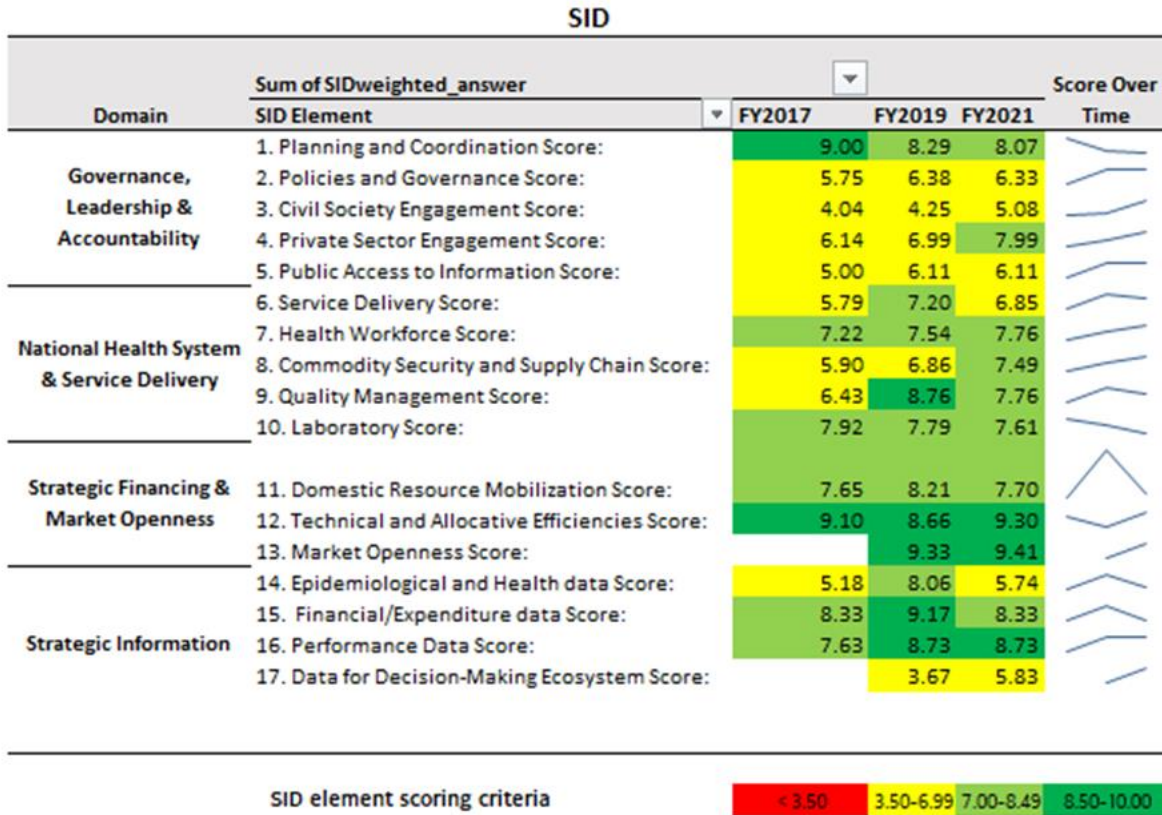 SID
Sum of SIDweighted_answer
Score Over
Domain SID Element FY2017 FY2019 FY2021 Time
1. Planning and Coordination Score: 9.00 8.29 8.07
Governance, 2. Policies and Governance Score: 5.75 6.38 6.33
Leadership & 3. Civil Society Engagement Score: 4.04 4.25 5.08
Accountability 4. Private Sector Engagement Score: 6.14 6.99 7.99
5. Public Access to Information Score: 5.00 6.11 6.11
6. Service Delivery Score: 5.79 7.20 6.85
7. Health Workforce Score: 7.22 7.54 7.76
National Health System
& Service Delivery 8. Commodity Security and Supply Chain Score: 5.90 6.86 7.49
9. Quality Management Score: 6.43 8.76 7.76
10. Laboratory Score: 7.92 7.79 7.61
Strategic Financing & 11. Domestic Resource Mobilization Score: 7.65 8.21 7.70
Market Openness 12. Technical and Allocative Efficiencies Score: 9.10 8.66 9.30
13. Market Openness Score: 9.33 9.41
14. Epidemiological and Health data Score: 5.18 8.06 5.74
15. Financial/Expenditure data Score: 8.33 9.17 8.33
Strategic Information 16. Performance Data Score: 7.63 8.73 8.73
17. Data for Decision-Making Ecosystem Score: 3.67 5.83
SID element scoring criteria <3.50 3.50-6.99 7.00-8.49 8.50-10.00